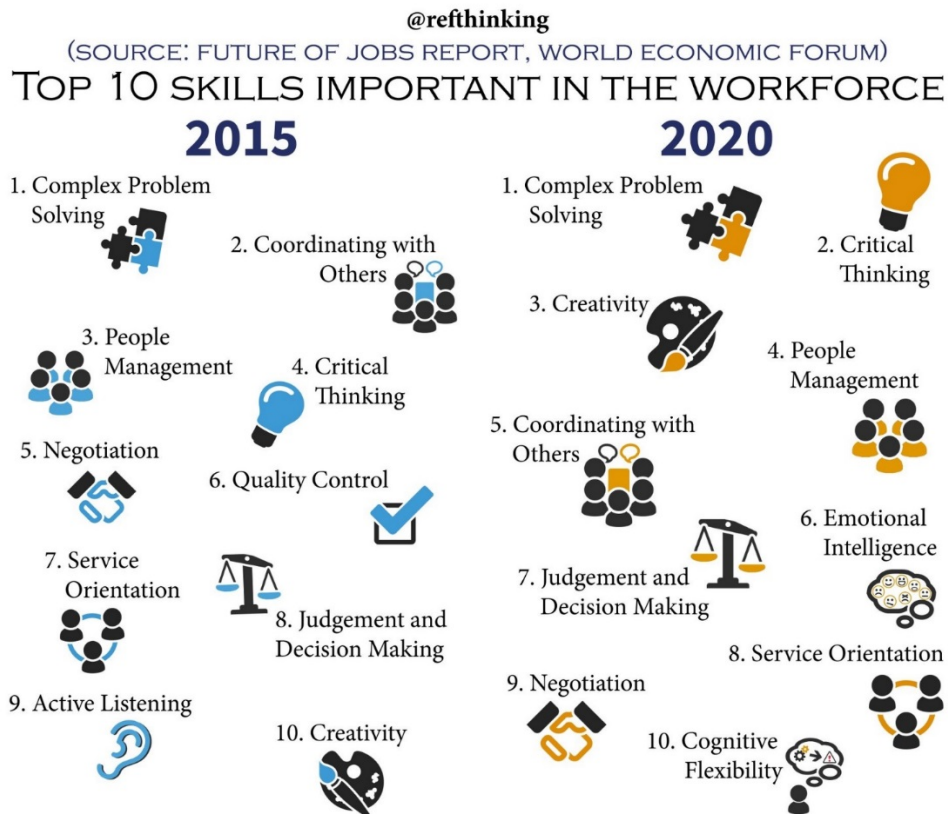 @refthinking
(SOURCE: FUTURE OF JOBS REPORT, WORLD ECONOMIC FORUM)
TOP 10 SKILLS IMPORTANT IN THE WORKFORCE
2015
1. Complex Problem
Solving
2. Coordinating with
Others
3. People
Management
4. Critical
Thinking
5. Negotiation
6. Quality Control
7. Service
Orientation
8. Judgement and
Decision Making
9. Active Listening
10. Creativity
2020
1. Complex Problem
Solving
2. Critical
Thinking
3. Creativity
4. People
Management
5. Coordinating with
Others
6. Emotional
Intelligence
7. Judgement and
Decision Making
8. Service Orientation
9. Negotiation
10. Cognitive
Flexibility